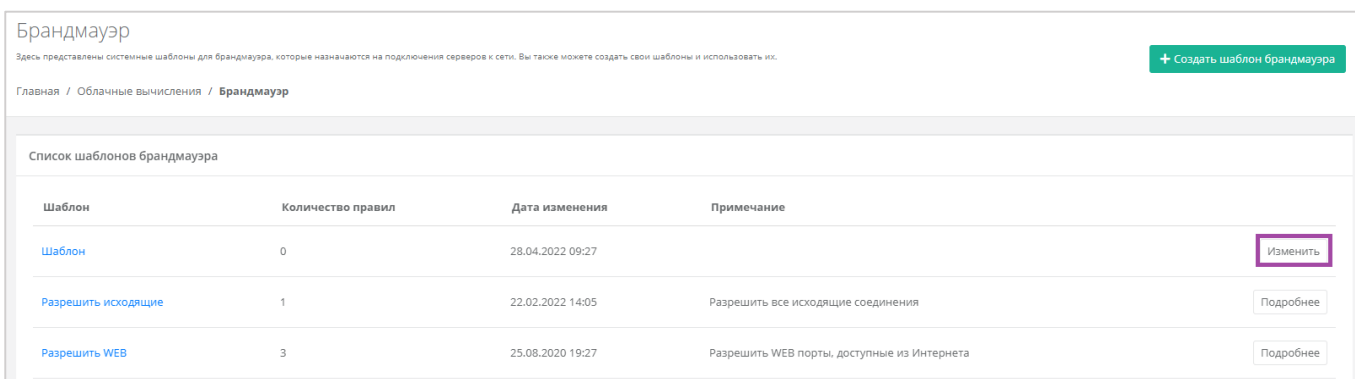 Брандмауэр
Здесь представлены системные шаблоны для брандмауэра, которые назначаются на подключения серверов к сети. Вы также можете создать свои шаблоны и использовать их.
+ Создать шаблон брандмауэра
Главная / Облачные вычисления / Брандмауэр
Список шаблонов брандмауэра
Шаблон Количество правил Дата изменения Примечание
Шаблон 0 28.04.2022 09:27 Изменить
Разрешить исходящие 1 22.02.2022 14:05 Разрешить все исходящие соединения Подробнее
Разрешить WEB 3 25.08.2020 19:27 Разрешить WEB порты, доступные из Интернета Подробнее